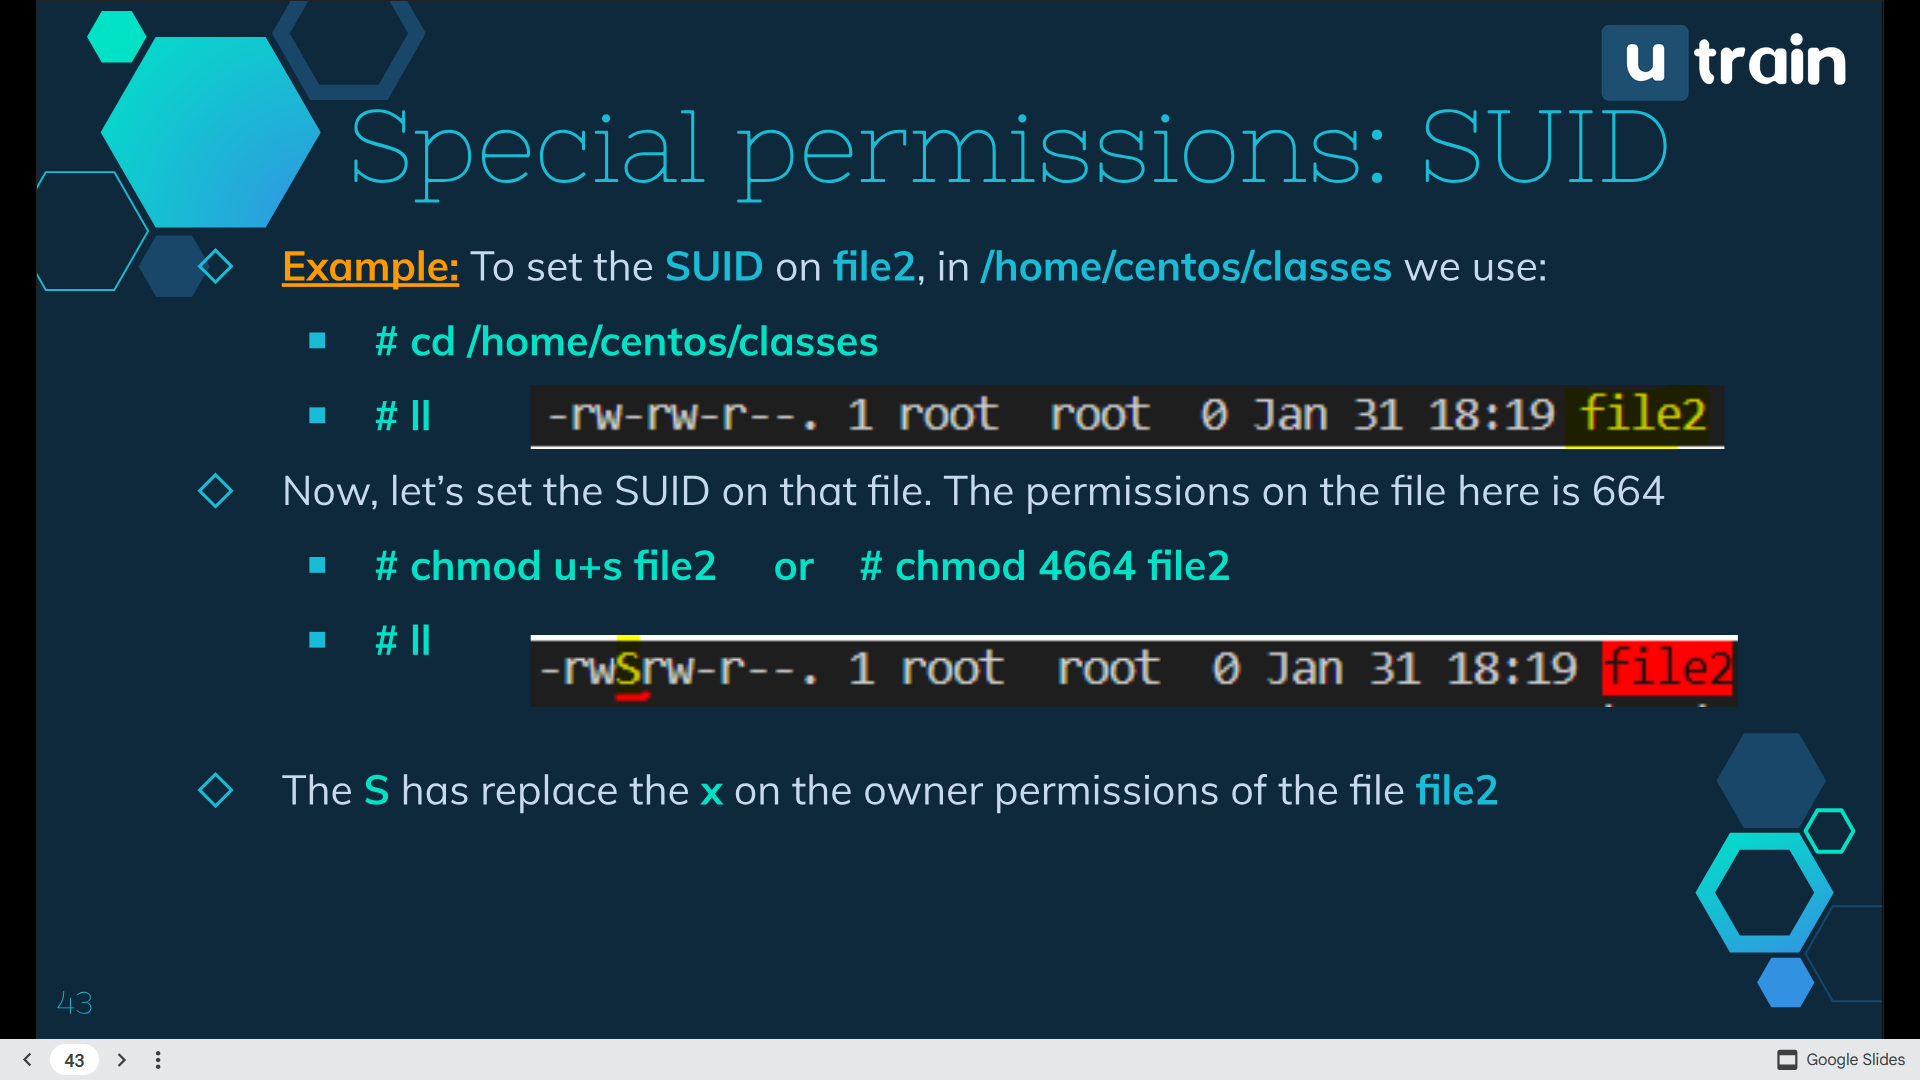 u train
Special permissions: SUID
Example: To set the SUID on file2, in /home/centos/classes we use:
# cd /home/centos/classes
# ll
-rw-rw-r--. 1 root  root  0 Jan 31 18:19 file2
Now, let’s set the SUID on that file. The permissions on the file here is 664
# chmod u+s file2 or # chmod 4664 file2
# ll
-rwSrw-r--. 1 root  root  0 Jan 31 18:19 file2
The S has replace the x on the owner permissions of the file file2
43
43
Google Slides